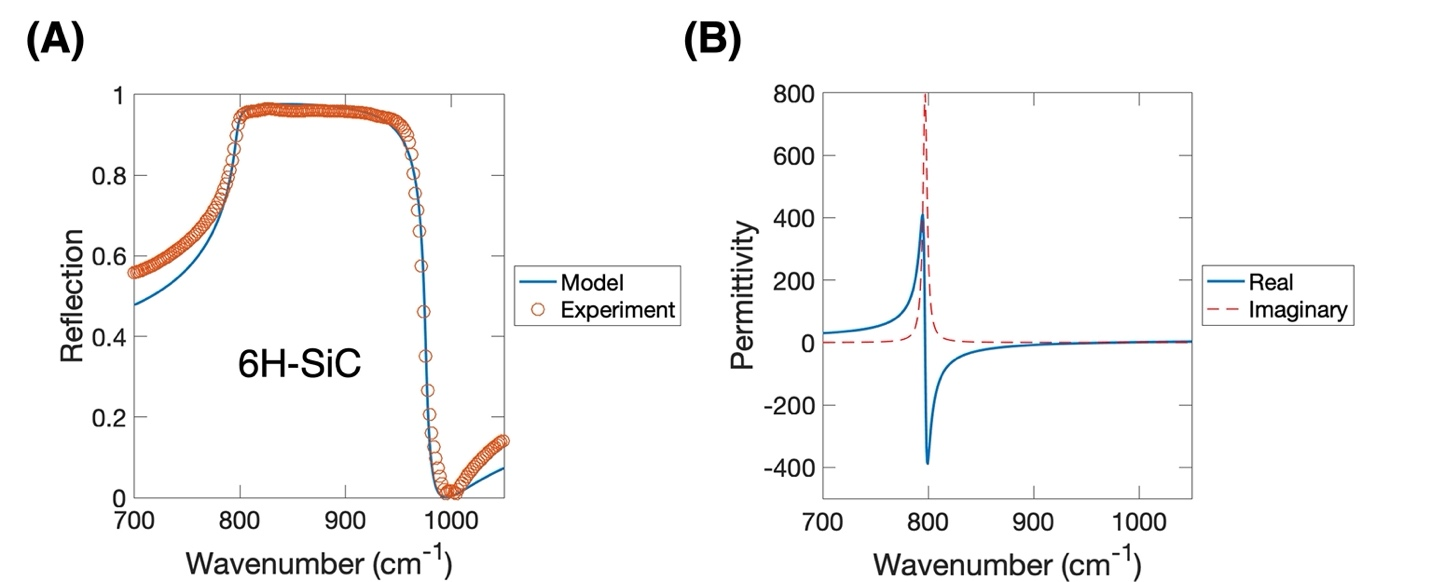 (A)
(B)
Reflection
1
0.8
0.6
0.4
0.2
0
6H-SiC
700
800
900
1000
Wavenumber (cm⁻¹)
Model
Experiment
Permittivity
800
600
400
200
0
-200
-400
700
800
900
1000
Wavenumber (cm⁻¹)
Real
Imaginary